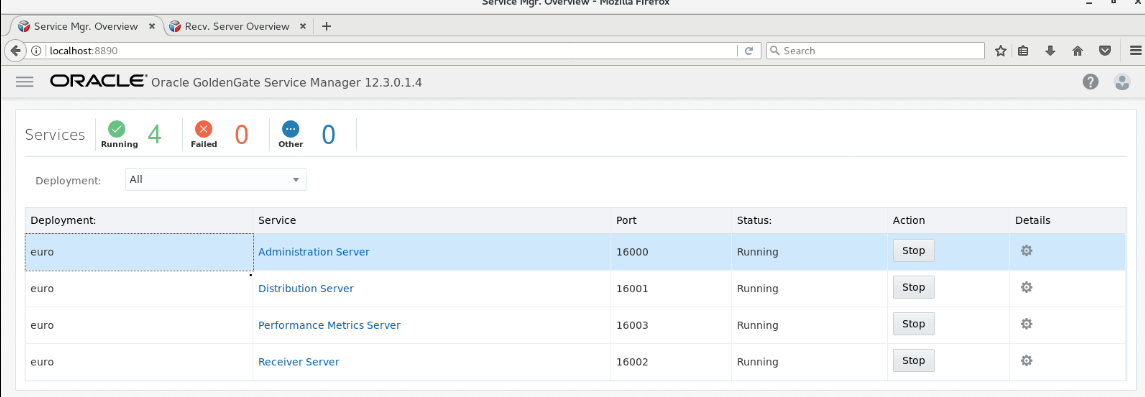 Service Mgr. Overview - Mozilla Firefox
Service Mgr. Overview × Recv. Server Overview × +
localhost:8890 Search
ORACLE Oracle GoldenGate Service Manager 12.3.0.1.4
Services Running 4 Failed 0 Other 0
Deployment: All
Deployment: Service Port Status: Action Details
euro Administration Server 16000 Running Stop
euro Distribution Server 16001 Running Stop
euro Performance Metrics Server 16003 Running Stop
euro Receiver Server 16002 Running Stop